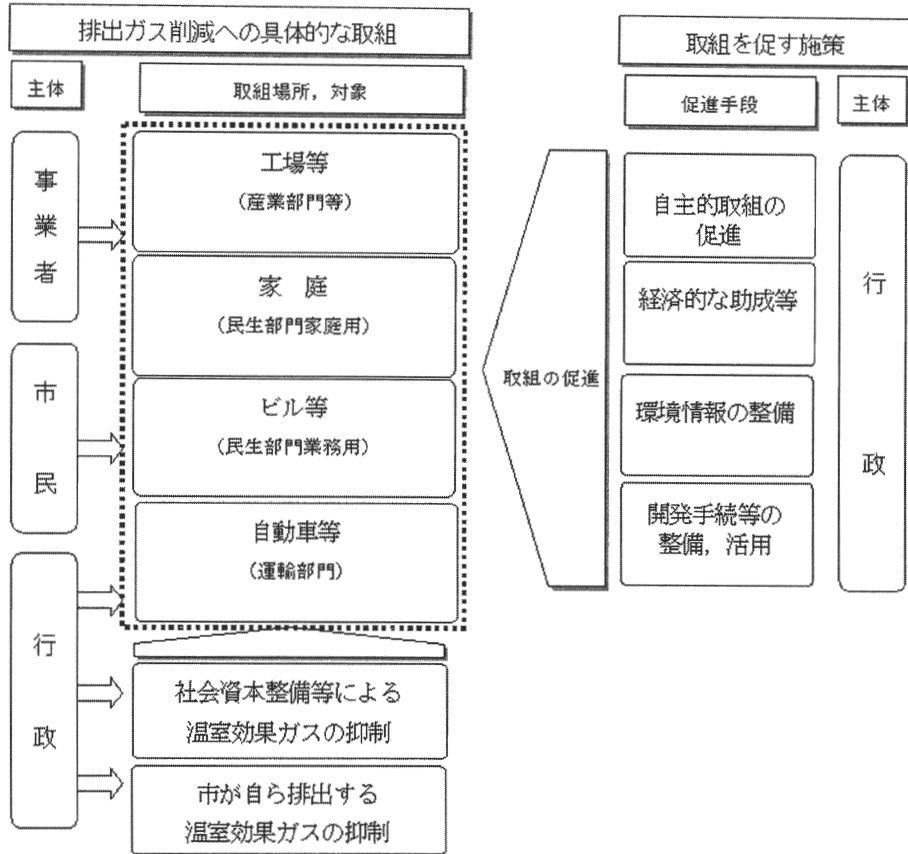 排出ガス削減への具体的な取組
主体
取組場所，対象
事業者
市民
行政
工場等
（産業部門等）
家　庭
（民生部門家庭用）
ビル等
（民生部門業務用）
自動車等
（運輸部門）
社会資本整備等による
温室効果ガスの抑制
市が自ら排出する
温室効果ガスの抑制
取組の促進
取組を促す施策
促進手段
主体
自主的取組の
促進
経済的な助成等
環境情報の整備
開発手続等の
整備，活用
行政